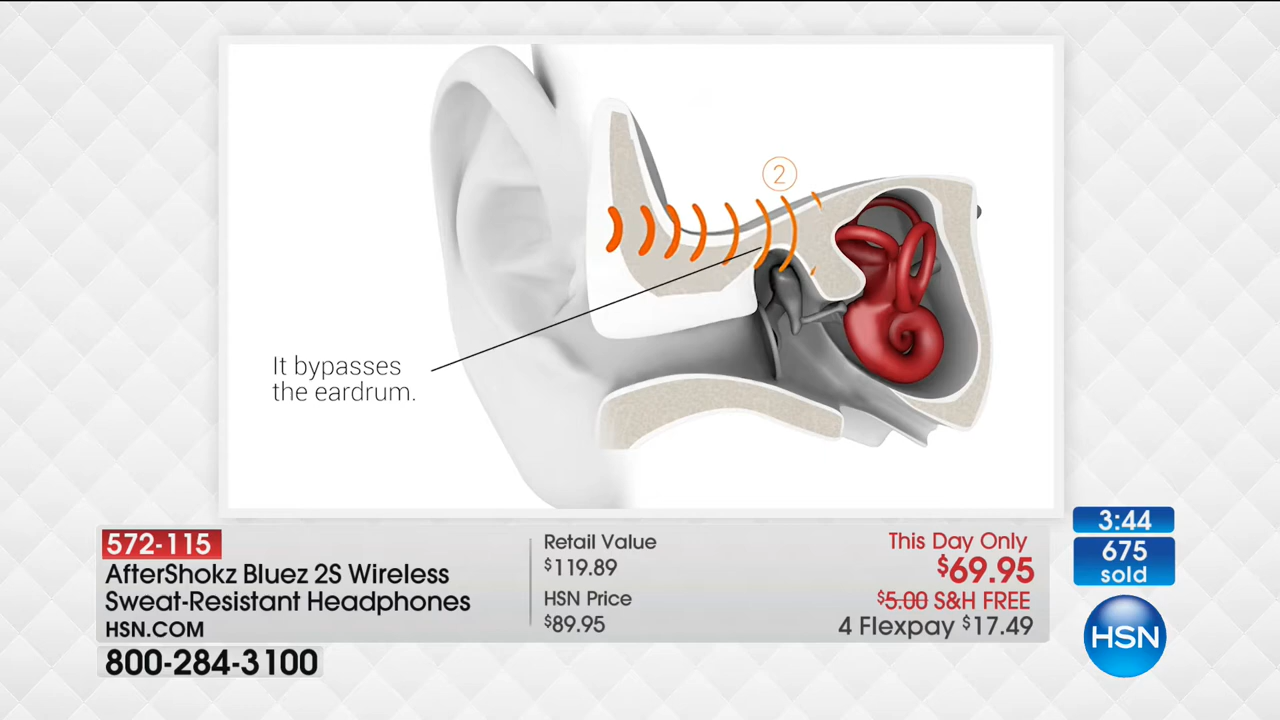 2
It bypasses
the eardrum.
572-115
AfterShokz Bluez 2S Wireless
Sweat-Resistant Headphones
HSN.COM
800-284-3100
Retail Value
$119.89
HSN Price
$89.95
This Day Only
$69.95
$5.00 S&H FREE
4 Flexpay $17.49
3:44
675
sold
HSN